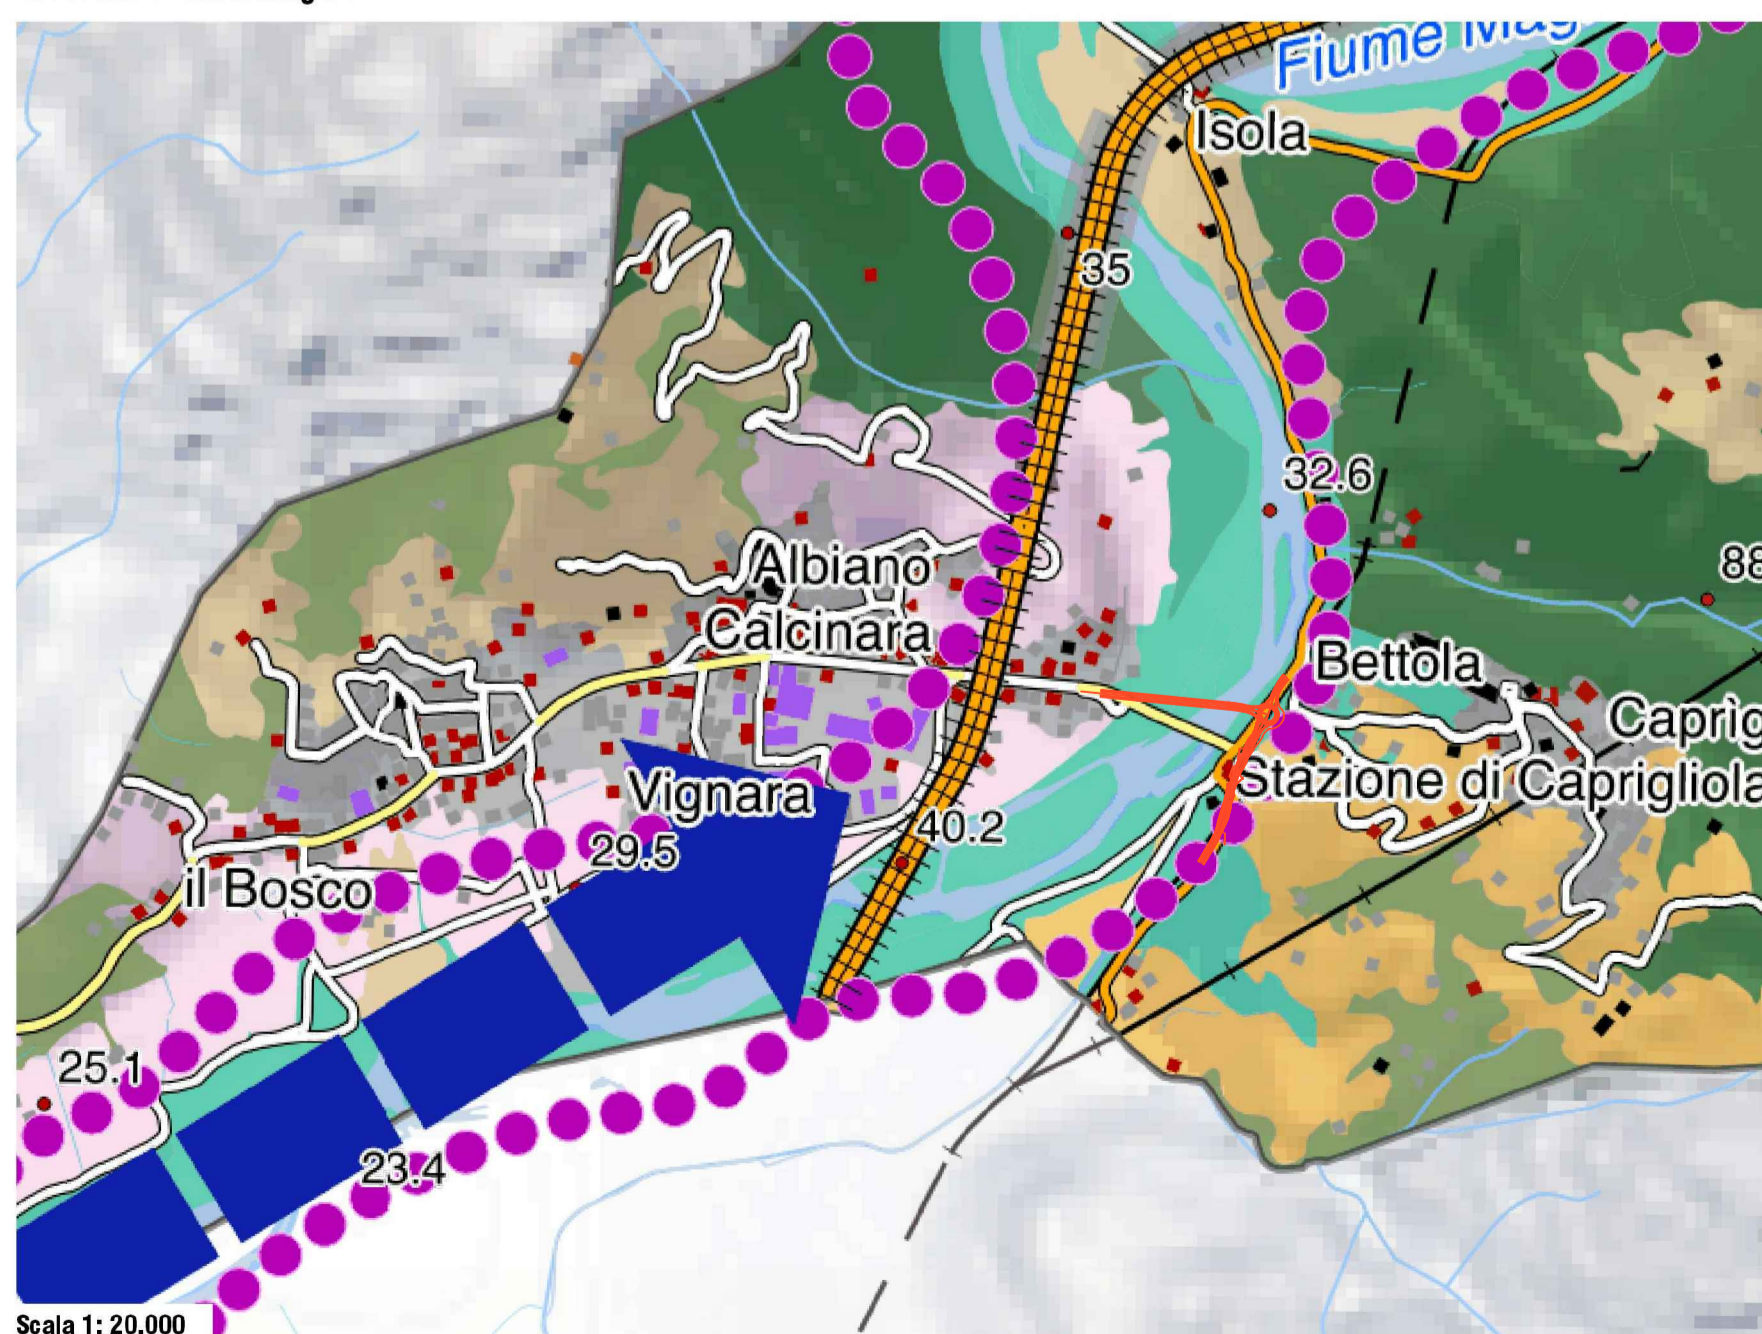 Fiume Mag
Isola
35
32.6
88
Albiano
Calcinara
Bettola
Caprìg
Stazione di Caprigliola
Vignara
40.2
29.5
il Bosco
25.1
23.4
Scala 1: 20.000